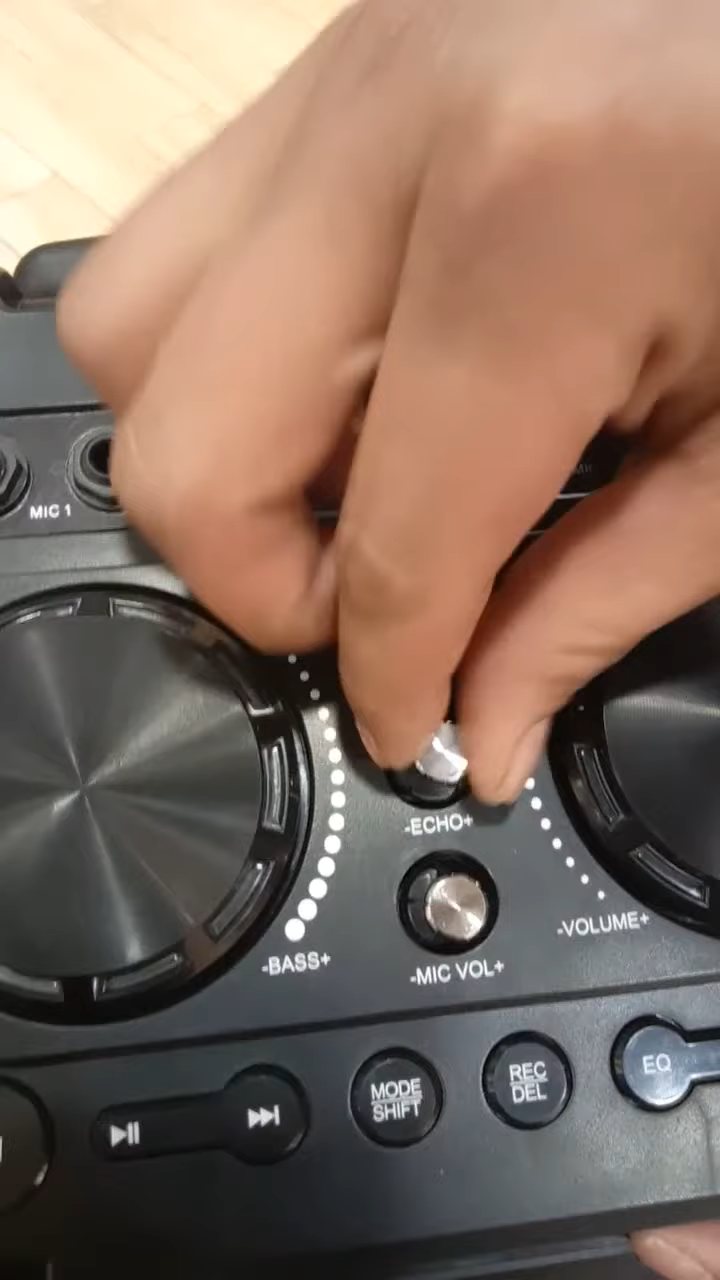 MIC 1
-ECHO+
-VOLUME+
-BASS+
-MIC VOL+
MODE
SHIFT
REC
DEL
EQ